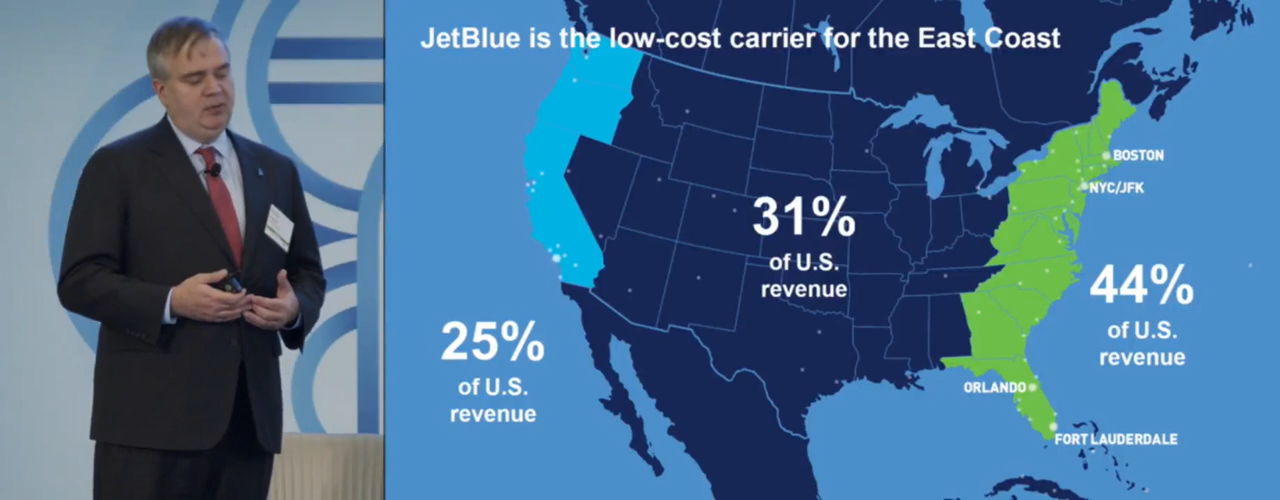 JetBlue is the low-cost carrier for the East Coast
BOSTON
NYC/JFK
31%
of U.S.
revenue
44%
of U.S.
revenue
25%
of U.S.
revenue
ORLANDO
FORT LAUDERDALE